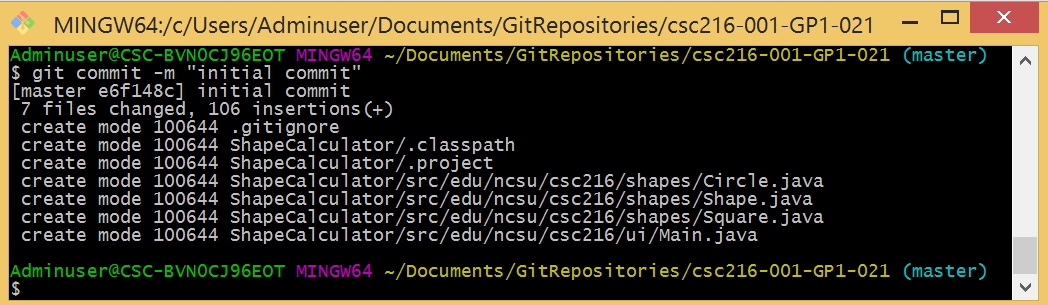 MINGW64:/c/Users/Adminuser/Documents/GitRepositories/csc216-001-GP1-021
Adminuser@CSC-BVN0CJ96EOT MINGW64 ~/Documents/GitRepositories/csc216-001-GP1-021 (master)
$ git commit -m "initial commit"
[master e6f148c] initial commit
 7 files changed, 106 insertions(+)
 create mode 100644 .gitignore
 create mode 100644 ShapeCalculator/.classpath
 create mode 100644 ShapeCalculator/.project
 create mode 100644 ShapeCalculator/src/edu/ncsu/csc216/shapes/Circle.java
 create mode 100644 ShapeCalculator/src/edu/ncsu/csc216/shapes/Shape.java
 create mode 100644 ShapeCalculator/src/edu/ncsu/csc216/shapes/Square.java
 create mode 100644 ShapeCalculator/src/edu/ncsu/csc216/ui/Main.java
Adminuser@CSC-BVN0CJ96EOT MINGW64 ~/Documents/GitRepositories/csc216-001-GP1-021 (master)
$